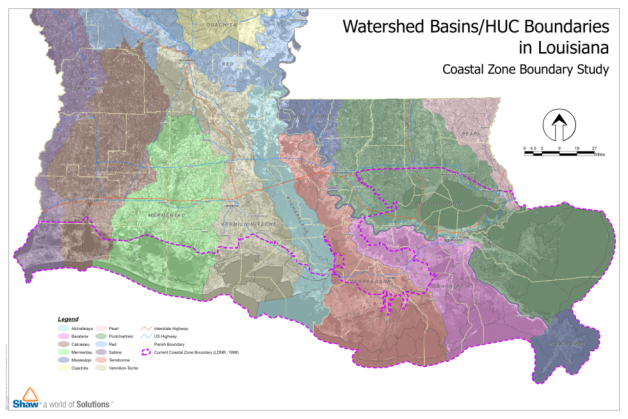 Watershed Basins/HUC Boundaries
in Louisiana
Coastal Zone Boundary Study
OUACHITA
RED
PEARL
MERMENTAU
VERMILION-TECHE
Legend
Atchafalaya
Barataria
Calcasieu
Mermentau
Mississippi
Ouachita
Pearl
Pontchartrain
Red
Sabine
Terrebonne
Vermilion-Teche
Interstate Highway
US Highway
Parish Boundary
Current Coastal Zone Boundary (LDNR, 1999)
Shaw a world of Solutions